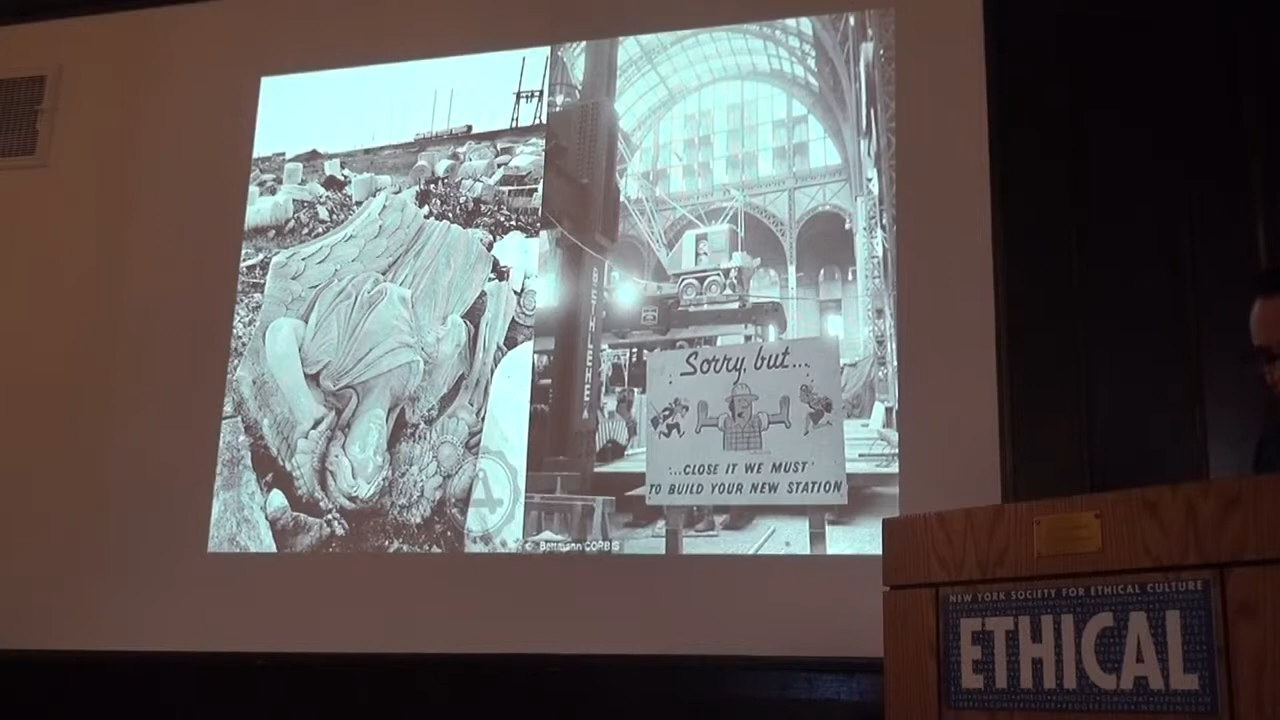 BETHLEHE
Sorry, but...
...CLOSE IT WE MUST
TO BUILD YOUR NEW STATION
© Bettmann/CORBIS
NEW YORK SOCIETY FOR ETHICAL CULTURE
ETHICAL